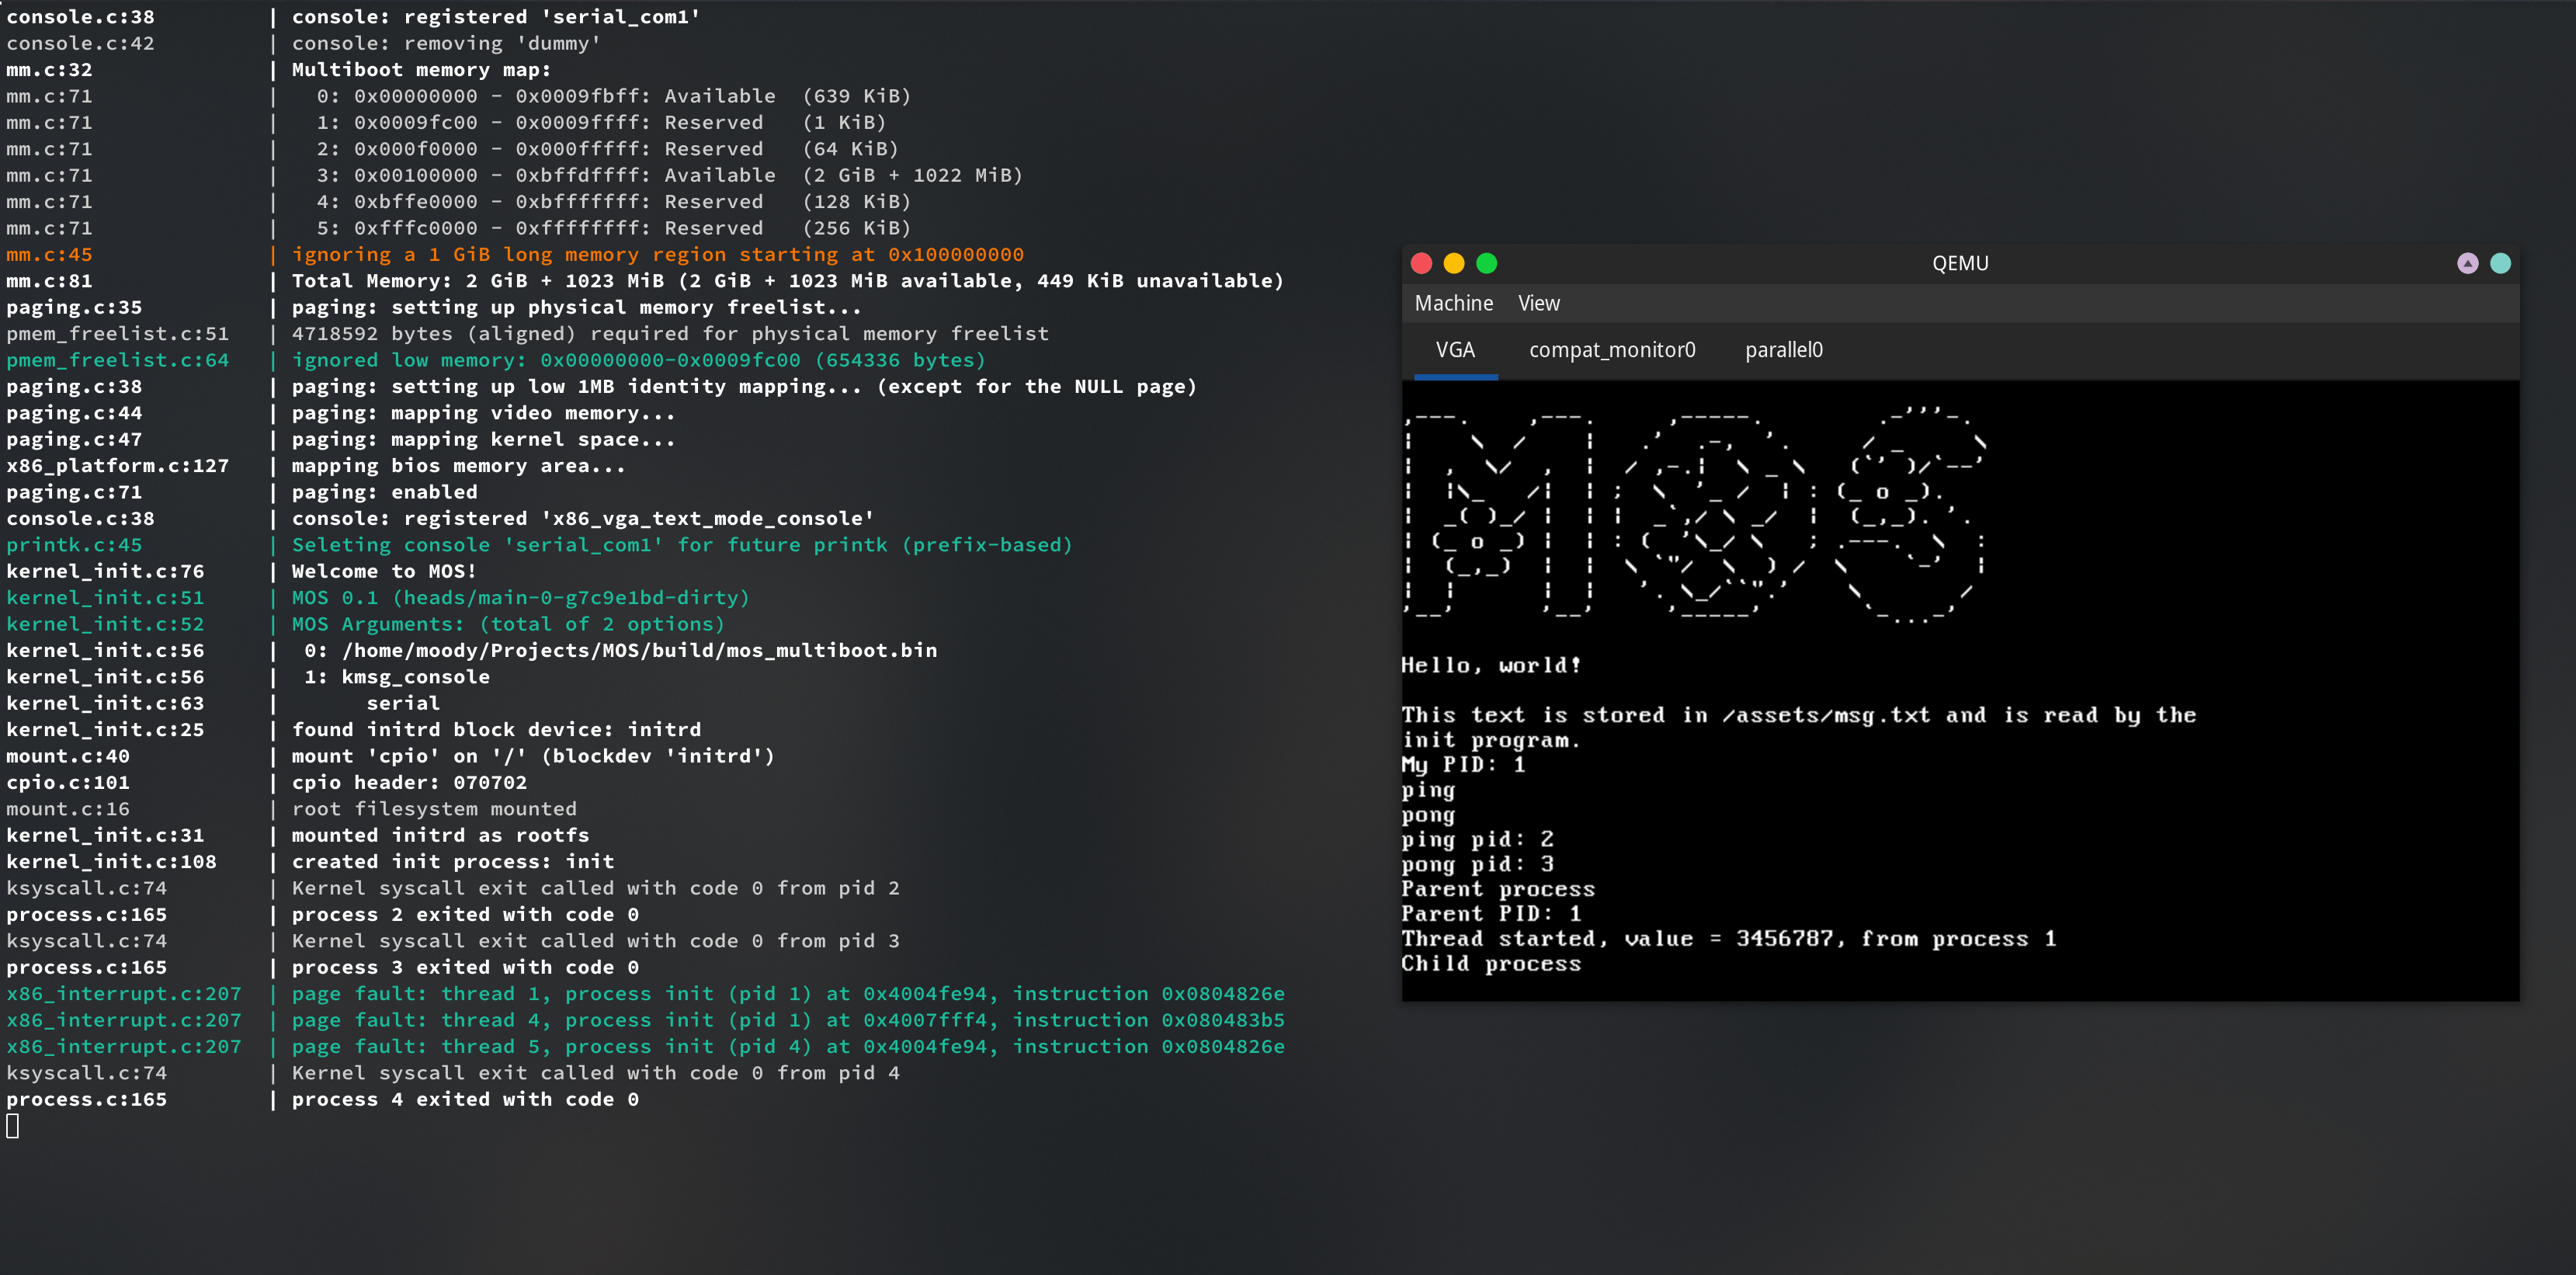 console.c:38 | console: registered 'serial_com1'
console.c:42 | console: removing 'dummy'
mm.c:32 | Multiboot memory map:
mm.c:71 | 0: 0x00000000 - 0x0009fbff: Available (639 KiB)
mm.c:71 | 1: 0x0009fc00 - 0x0009ffff: Reserved (1 KiB)
mm.c:71 | 2: 0x000f0000 - 0x000fffff: Reserved (64 KiB)
mm.c:71 | 3: 0x00100000 - 0xbffdffff: Available (2 GiB + 1022 MiB)
mm.c:71 | 4: 0xbffe0000 - 0xbfffffff: Reserved (128 KiB)
mm.c:71 | 5: 0xfffc0000 - 0xffffffff: Reserved (256 KiB)
mm.c:45 | ignoring a 1 GiB long memory region starting at 0x100000000
mm.c:81 | Total Memory: 2 GiB + 1023 MiB (2 GiB + 1023 MiB available, 449 KiB unavailable)
paging.c:35 | paging: setting up physical memory freelist...
pmem_freelist.c:51 | 4718592 bytes (aligned) required for physical memory freelist
pmem_freelist.c:64 | ignored low memory: 0x00000000-0x0009fc00 (654336 bytes)
paging.c:38 | paging: setting up low 1MB identity mapping... (except for the NULL page)
paging.c:44 | paging: mapping video memory...
paging.c:47 | paging: mapping kernel space...
x86_platform.c:127 | mapping bios memory area...
paging.c:71 | paging: enabled
console.c:38 | console: registered 'x86_vga_text_mode_console'
printk.c:45 | Seleting console 'serial_com1' for future printk (prefix-based)
kernel_init.c:76 | Welcome to MOS!
kernel_init.c:51 | MOS 0.1 (heads/main-0-g7c9e1bd-dirty)
kernel_init.c:52 | MOS Arguments: (total of 2 options)
kernel_init.c:56 | 0: /home/moody/Projects/MOS/build/mos_multiboot.bin
kernel_init.c:56 | 1: kmsg_console
kernel_init.c:63 | serial
kernel_init.c:25 | found initrd block device: initrd
mount.c:40 | mount 'cpio' on '/' (blockdev 'initrd')
cpio.c:101 | cpio header: 070702
mount.c:16 | root filesystem mounted
kernel_init.c:31 | mounted initrd as rootfs
kernel_init.c:108 | created init process: init
ksyscall.c:74 | Kernel syscall exit called with code 0 from pid 2
process.c:165 | process 2 exited with code 0
ksyscall.c:74 | Kernel syscall exit called with code 0 from pid 3
process.c:165 | process 3 exited with code 0
x86_interrupt.c:207 | page fault: thread 1, process init (pid 1) at 0x4004fe94, instruction 0x0804826e
x86_interrupt.c:207 | page fault: thread 4, process init (pid 1) at 0x4007fff4, instruction 0x080483b5
x86_interrupt.c:207 | page fault: thread 5, process init (pid 4) at 0x4004fe94, instruction 0x0804826e
ksyscall.c:74 | Kernel syscall exit called with code 0 from pid 4
process.c:165 | process 4 exited with code 0
QEMU
Machine View
VGA compat_monitor0 parallel0
MOS
Hello, world!
This text is stored in /assets/msg.txt and is read by the
init program.
My PID: 1
ping
pong
ping pid: 2
pong pid: 3
Parent process
Parent PID: 1
Thread started, value = 3456787, from process 1
Child process